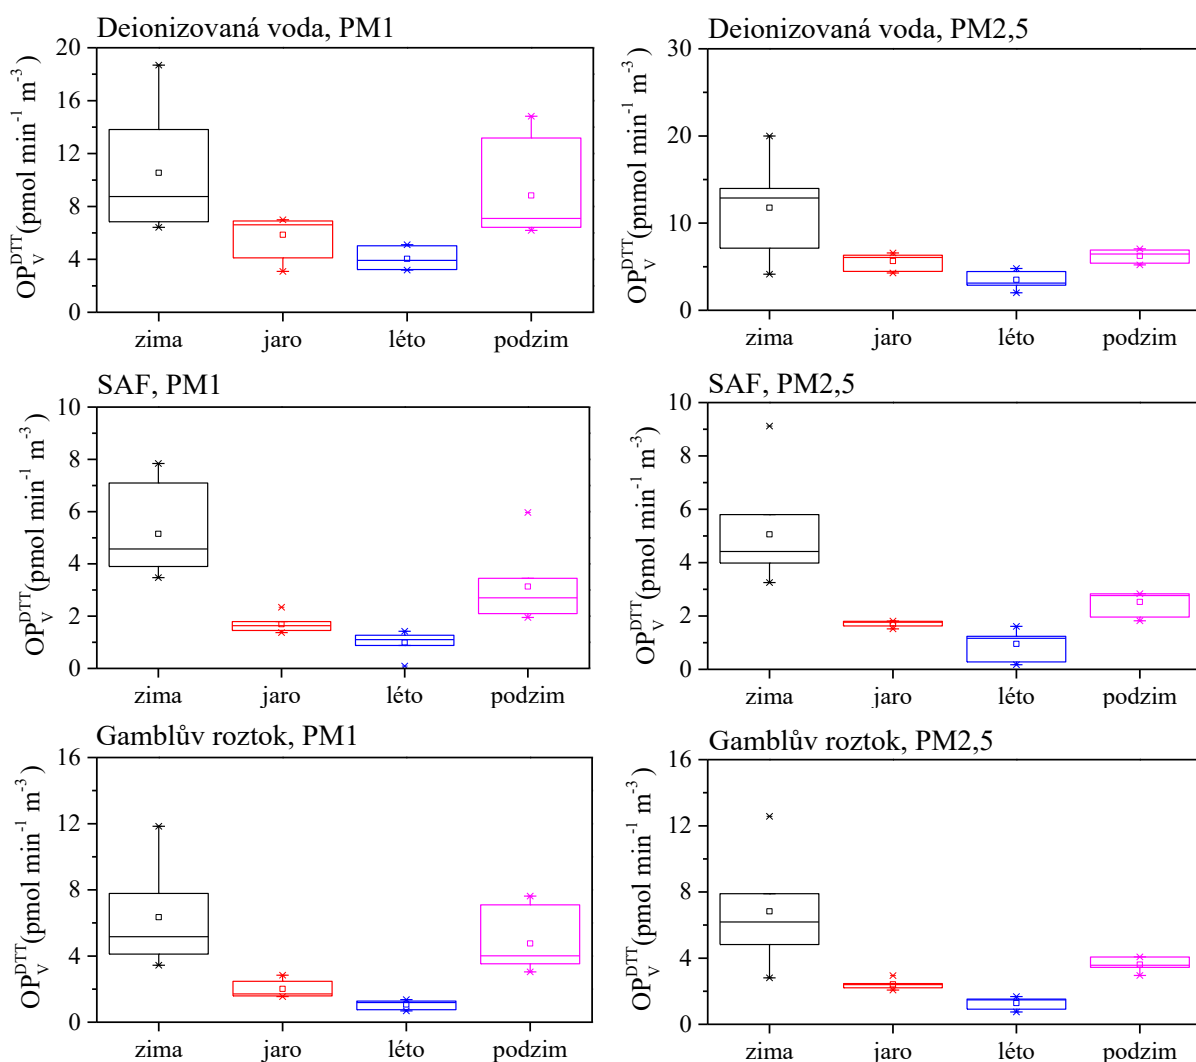 Deionizovaná voda, PM1
OP_V^DTT (pmol min⁻¹ m⁻³)
20
16
12
8
4
0
zima jaro léto podzim
Deionizovaná voda, PM2,5
OP_V^DTT (pnmol min⁻¹ m⁻³)
30
20
10
0
zima jaro léto podzim
SAF, PM1
OP_V^DTT (pmol min⁻¹ m⁻³)
10
8
6
4
2
0
zima jaro léto podzim
SAF, PM2,5
OP_V^DTT (pmol min⁻¹ m⁻³)
10
8
6
4
2
0
zima jaro léto podzim
Gamblův roztok, PM1
OP_V^DTT (pmol min⁻¹ m⁻³)
16
12
8
4
0
zima jaro léto podzim
Gamblův roztok, PM2,5
OP_V^DTT (pmol min⁻¹ m⁻³)
16
12
8
4
0
zima jaro léto podzim